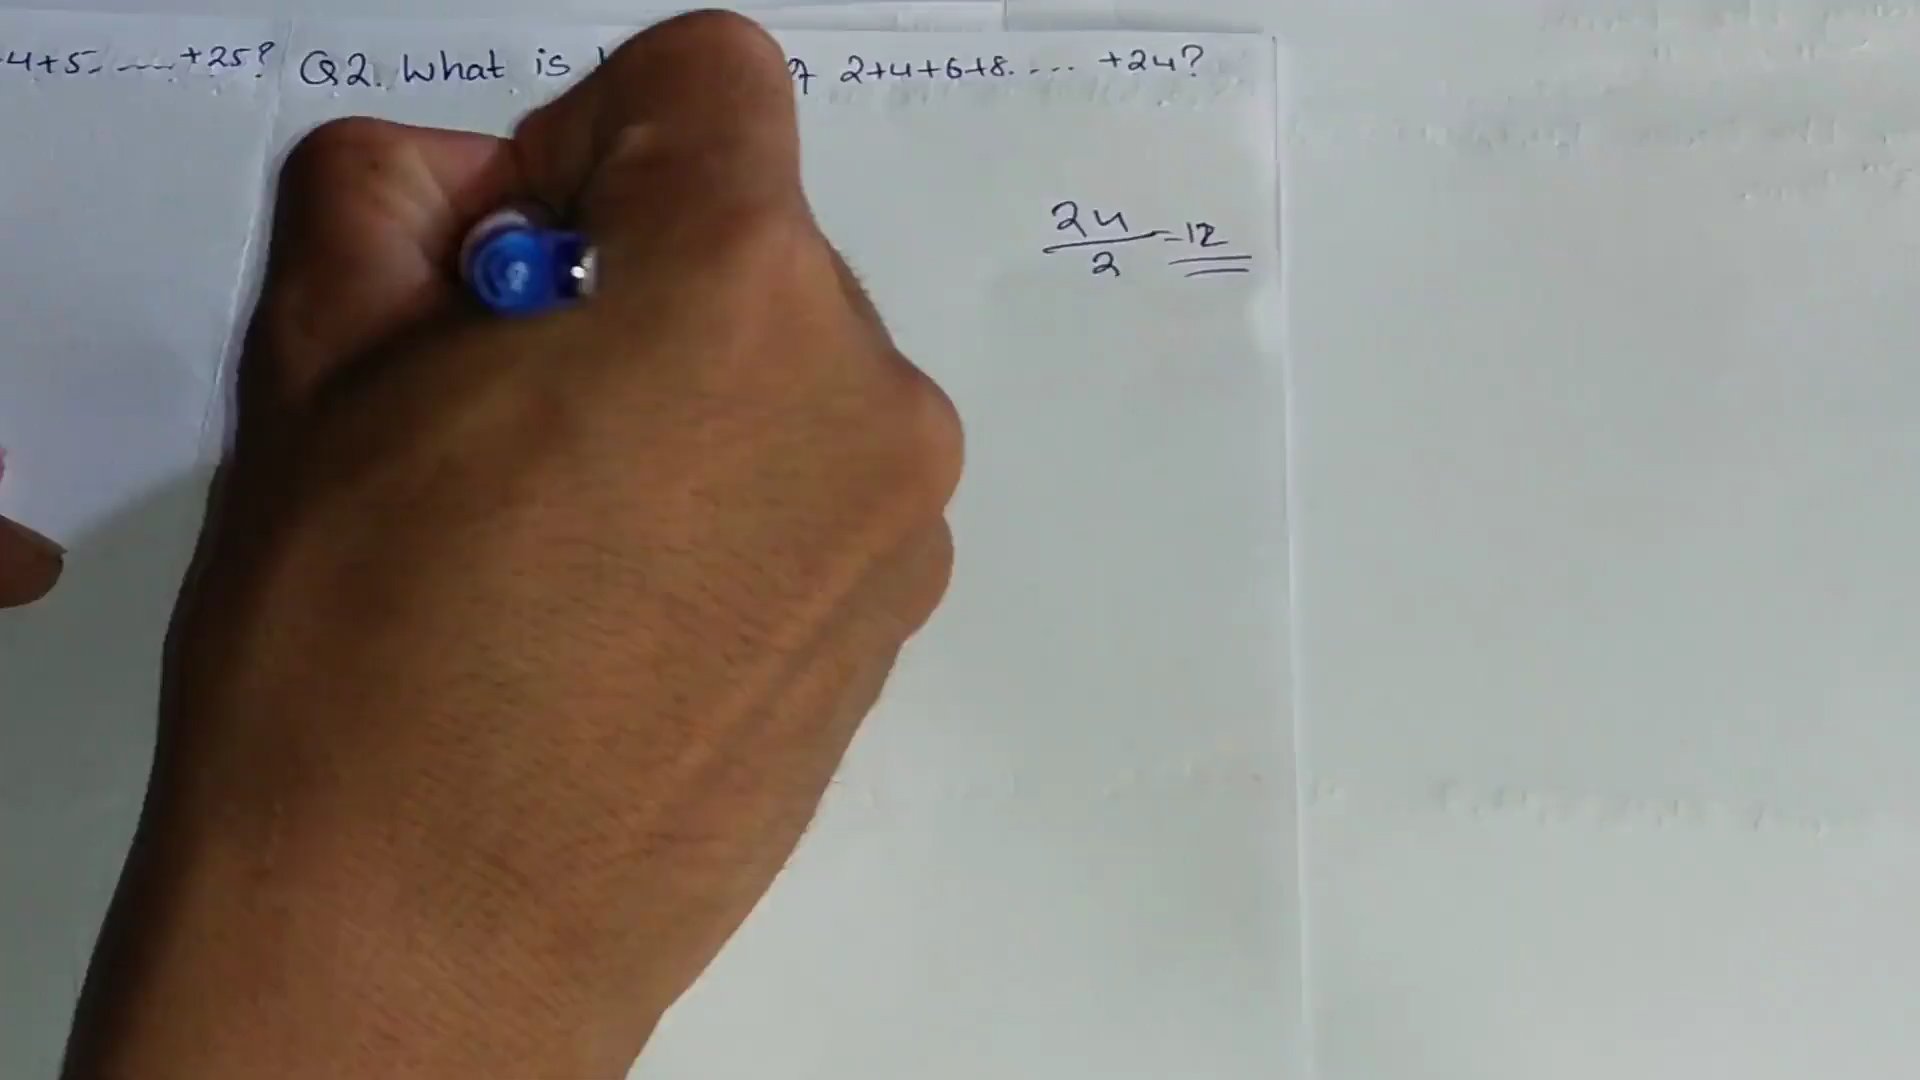 4+5.----- +25? Q2. What is 2+4+6+8. ... +24?
24
2
=12